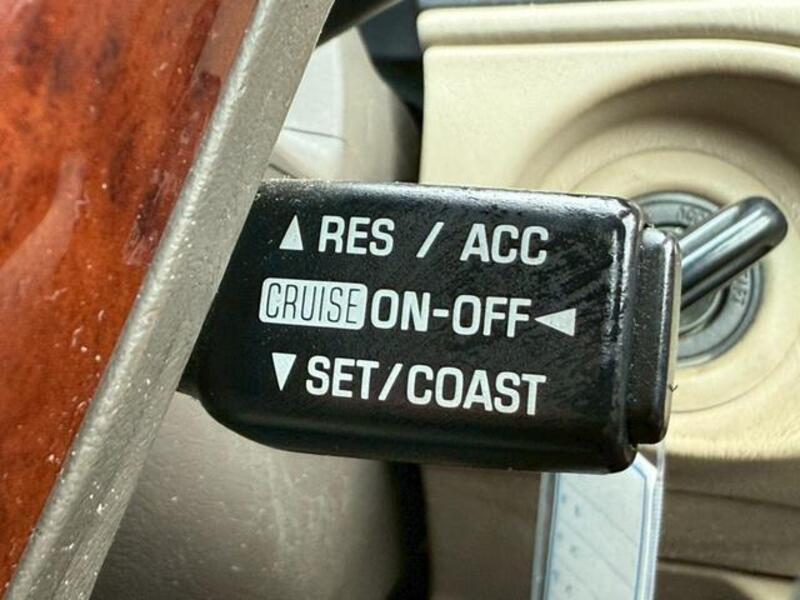 ▲ RES / ACC
CRUISE ON-OFF ◀
▼ SET/COAST